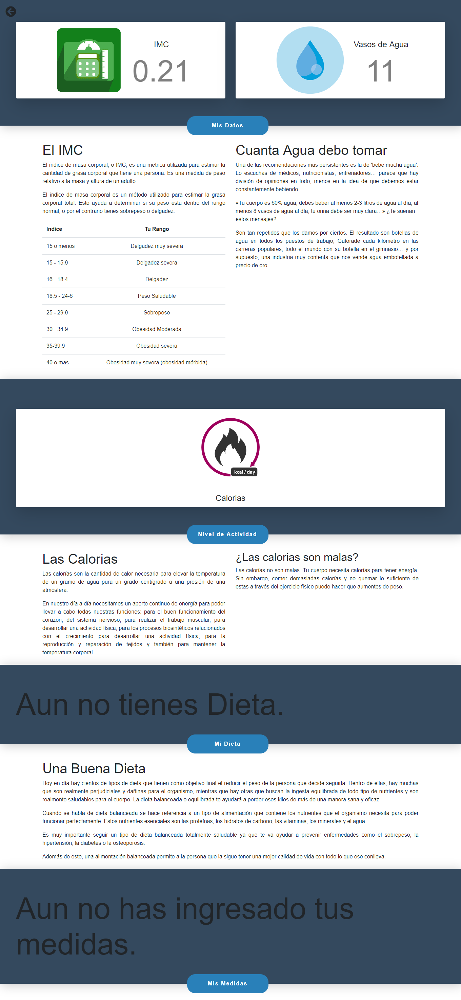 IMC
0.21
Vasos de Agua
11
Mis Datos
El IMC
El índice de masa corporal, o IMC, es una métrica utilizada para estimar la
cantidad de grasa corporal que tiene una persona. Es una medida de peso
relativo a la masa y altura de un adulto.
El índice de masa corporal es un método utilizado para estimar la grasa
corporal total. Esto ayuda a determinar si su peso está dentro del rango
normal, o por el contrario tienes sobrepeso o delgadez.
Indice Tu Rango
15 o menos Delgadez muy severa
15 - 15.9 Delgadez severa
16 - 18.4 Delgadez
18.5 - 24-6 Peso Saludable
25 - 29.9 Sobrepeso
30 - 34.9 Obesidad Moderada
35-39.9 Obesidad severa
40 o mas Obesidad muy severa (obesidad mórbida)
Cuanta Agua debo tomar
Una de las recomendaciones más persistentes es la de 'bebe mucha agua'.
Lo escuchas de médicos, nutricionistas, entrenadores... parece que hay
división de opiniones en todo, menos en la idea de que debemos estar
constantemente bebiendo.
«Tu cuerpo es 60% agua, debes beber al menos 2-3 litros de agua al día, al
menos 8 vasos de agua al día, tu orina debe ser muy clara...» ¿Te suenan
estos mensajes?
Son tan repetidos que los damos por ciertos. El resultado son botellas de
agua en todos los puestos de trabajo, Gatorade cada kilómetro en las
carreras populares, todo el mundo con su botella en el gimnasio... y por
supuesto, una industria muy contenta que nos vende agua embotellada a
precio de oro.
kcal / day
Calorias
Nivel de Actividad
Las Calorias
Las calorías son la cantidad de calor necesaria para elevar la temperatura
de un gramo de agua pura un grado centígrado a una presión de una
atmósfera.
En nuestro día a día necesitamos un aporte continuo de energía para poder
llevar a cabo todas nuestras funciones: para el buen funcionamiento del
corazón, del sistema nervioso, para realizar el trabajo muscular, para
desarrollar una actividad física, para los procesos biosintéticos relacionados
con el crecimiento para desarrollar una actividad física, para la
reproducción y reparación de tejidos y también para mantener la
temperatura corporal.
¿Las calorias son malas?
Las calorías no son malas. Tu cuerpo necesita calorías para tener energía.
Sin embargo, comer demasiadas calorías y no quemar lo suficiente de
estas a través del ejercicio físico puede hacer que aumentes de peso.
Aun no tienes Dieta.
Mi Dieta
Una Buena Dieta
Hoy en día hay cientos de tipos de dieta que tienen como objetivo final el reducir el peso de la persona que decide seguirla. Dentro de ellas, hay muchas
que son realmente perjudiciales y dañinas para el organismo, mientras que hay otras que buscan la ingesta equilibrada de todo tipo de nutrientes y son
realmente saludables para el cuerpo. La dieta balanceada o equilibrada te ayudará a perder esos kilos de más de una manera sana y eficaz.
Cuando se habla de dieta balanceada se hace referencia a un tipo de alimentación que contiene los nutrientes que el organismo necesita para poder
funcionar perfectamente. Estos nutrientes esenciales son las proteínas, los hidratos de carbono, las vitaminas, los minerales y el agua.
Es muy importante seguir un tipo de dieta balanceada totalmente saludable ya que te va ayudar a prevenir enfermedades como el sobrepeso, la
hipertensión, la diabetes o la osteoporosis.
Además de esto, una alimentación balanceada permite a la persona que la sigue tener una mejor calidad de vida con todo lo que eso conlleva.
Aun no has ingresado tus
medidas.
Mis Medidas